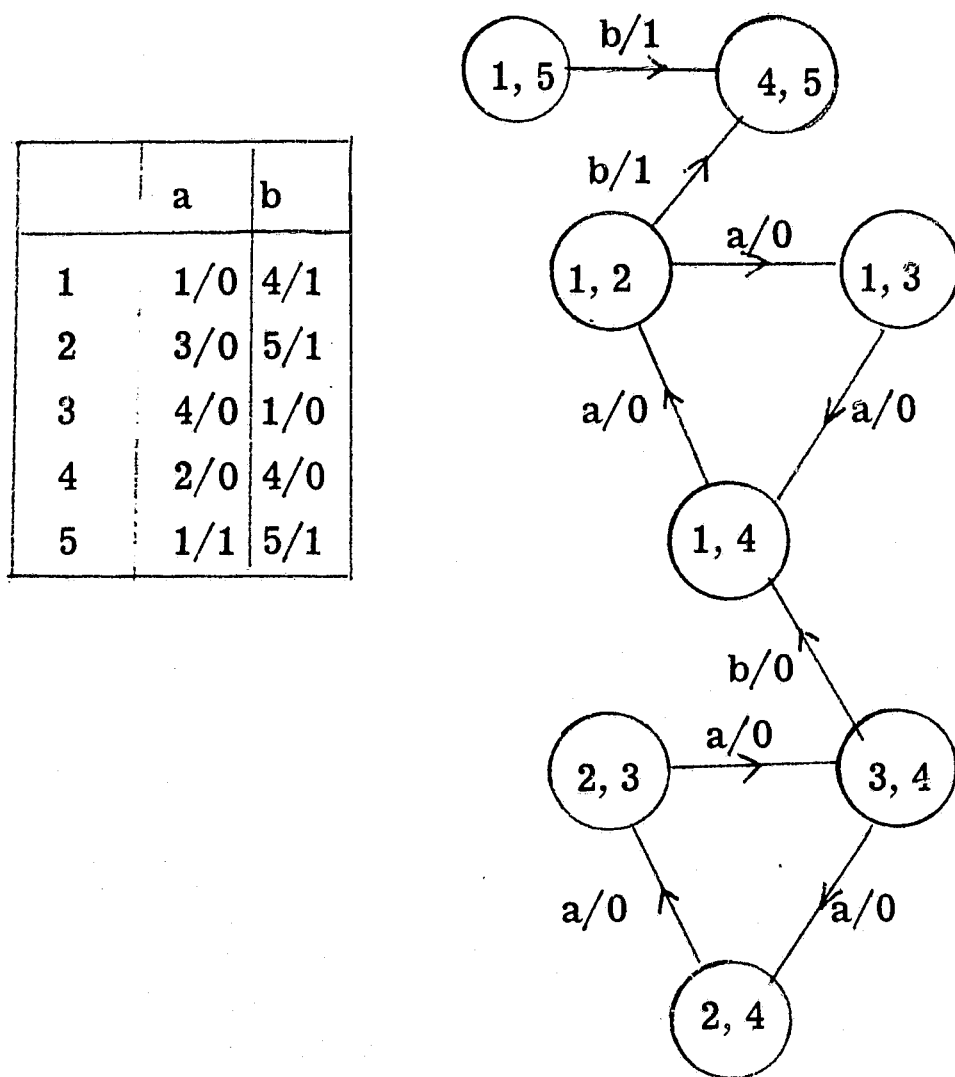 a b
1 1/0 4/1
2 3/0 5/1
3 4/0 1/0
4 2/0 4/0
5 1/1 5/1
b/1
1, 5
4, 5
b/1
a/0
1, 2
1, 3
a/0
a/0
1, 4
b/0
a/0
2, 3
3, 4
a/0
a/0
2, 4